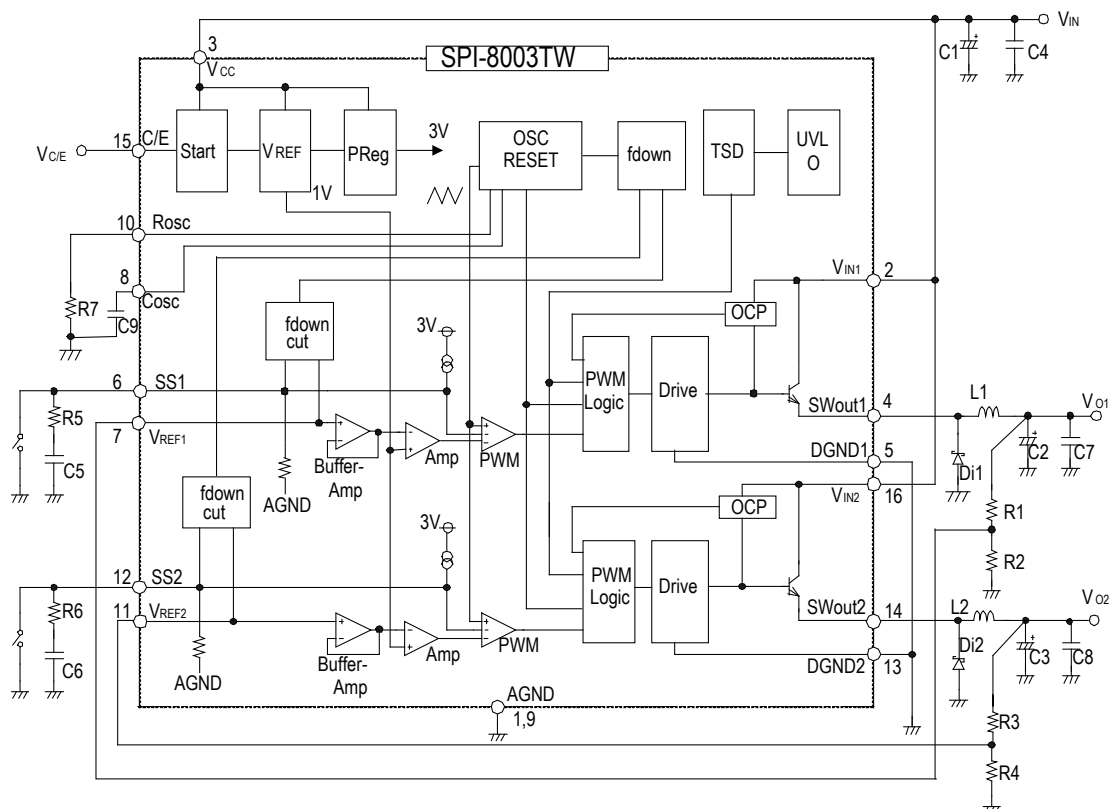 VIN
C1
C4
3
SPI-8003TW
VCC
VC/E
15
C/E
Start
VREF
PReg
3V
OSC
RESET
fdown
TSD
UVL
O
1V
10
Rosc
8
Cosc
R7
C9
VIN1
2
OCP
fdown
cut
3V
PWM
Logic
Drive
6
SS1
R5
7
VREF1
C5
Buffer-
Amp
Amp
PWM
AGND
SWout1
4
L1
VO1
DGND1
5
Di1
C2
C7
VIN2
16
R1
R2
fdown
cut
3V
OCP
PWM
Logic
Drive
12
SS2
R6
11
VREF2
C6
Buffer-
Amp
Amp
PWM
AGND
SWout2
14
L2
VO2
DGND2
13
Di2
C3
C8
AGND
1,9
R3
R4